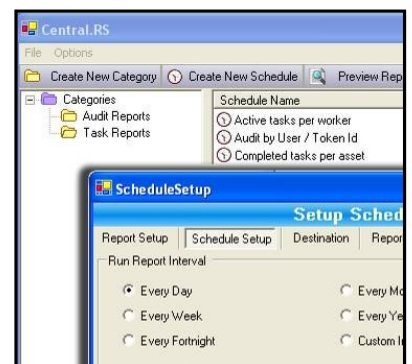 Central.RS
File Options
Create New Category Create New Schedule Preview Rep
Categories
Audit Reports
Task Reports
Schedule Name
Active tasks per worker
Audit by User / Token Id
Completed tasks per asset
ScheduleSetup
Setup Sched
Report Setup Schedule Setup Destination Repor
Run Report Interval
Every Day Every Mo
Every Week Every Ye
Every Fortnight Custom I